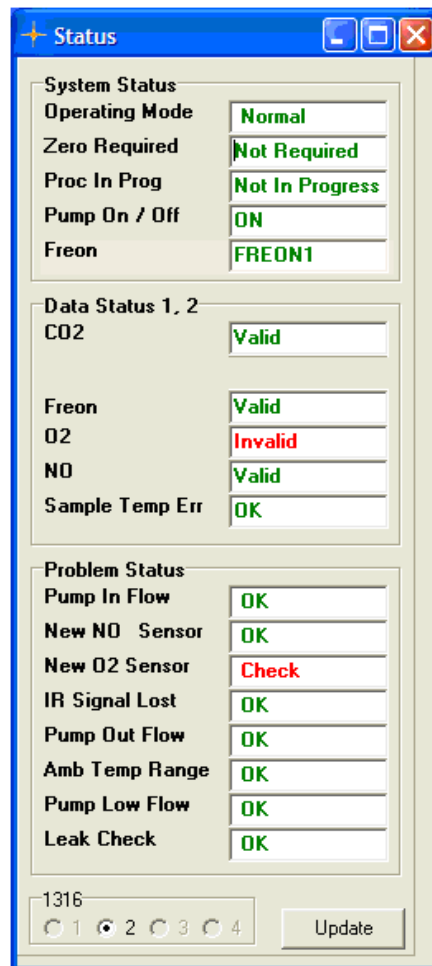 Status
System Status
Operating Mode Normal
Zero Required Not Required
Proc In Prog Not In Progress
Pump On / Off ON
Freon FREON1
Data Status 1, 2
CO2 Valid
Freon Valid
O2 Invalid
NO Valid
Sample Temp Err OK
Problem Status
Pump In Flow OK
New NO Sensor OK
New O2 Sensor Check
IR Signal Lost OK
Pump Out Flow OK
Amb Temp Range OK
Pump Low Flow OK
Leak Check OK
1316
1 2 3 4 Update